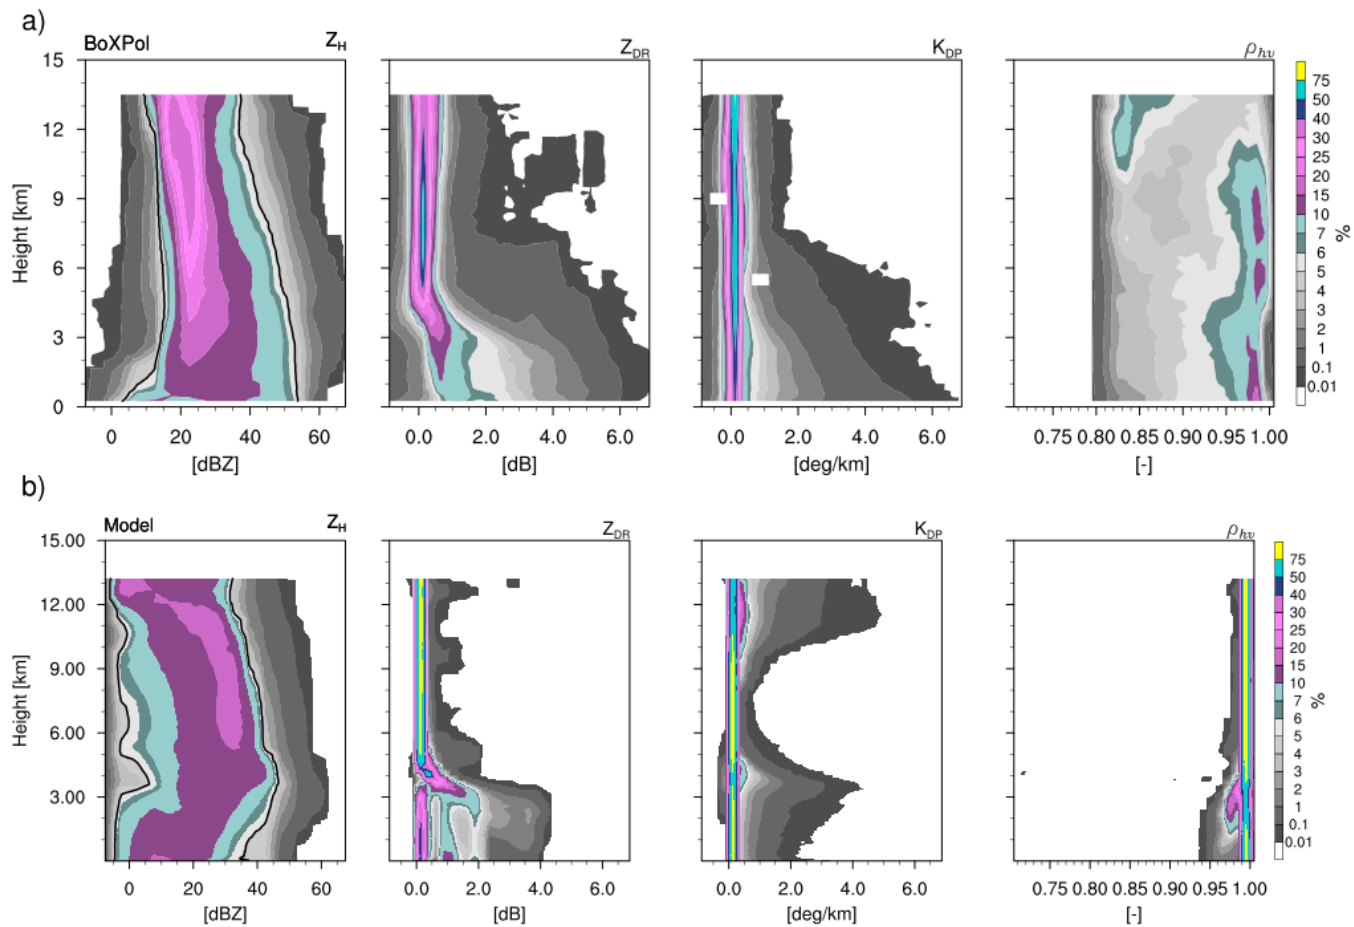 a)
BoXPol Z_H
Z_DR
K_DP
ρ_hv
15
12
9
6
3
0
Height [km]
0 20 40 60
[dBZ]
0.0 2.0 4.0 6.0
[dB]
0.0 2.0 4.0 6.0
[deg/km]
0.75 0.80 0.85 0.90 0.95 1.00
[-]
75
50
40
30
25
20
15
10
7
6
5
4
3
2
1
0.1
0.01
%
b)
Model Z_H
Z_DR
K_DP
ρ_hv
15.00
12.00
9.00
6.00
3.00
Height [km]
0 20 40 60
[dBZ]
0.0 2.0 4.0 6.0
[dB]
0.0 2.0 4.0 6.0
[deg/km]
0.75 0.80 0.85 0.90 0.95 1.00
[-]
75
50
40
30
25
20
15
10
7
6
5
4
3
2
1
0.1
0.01
%